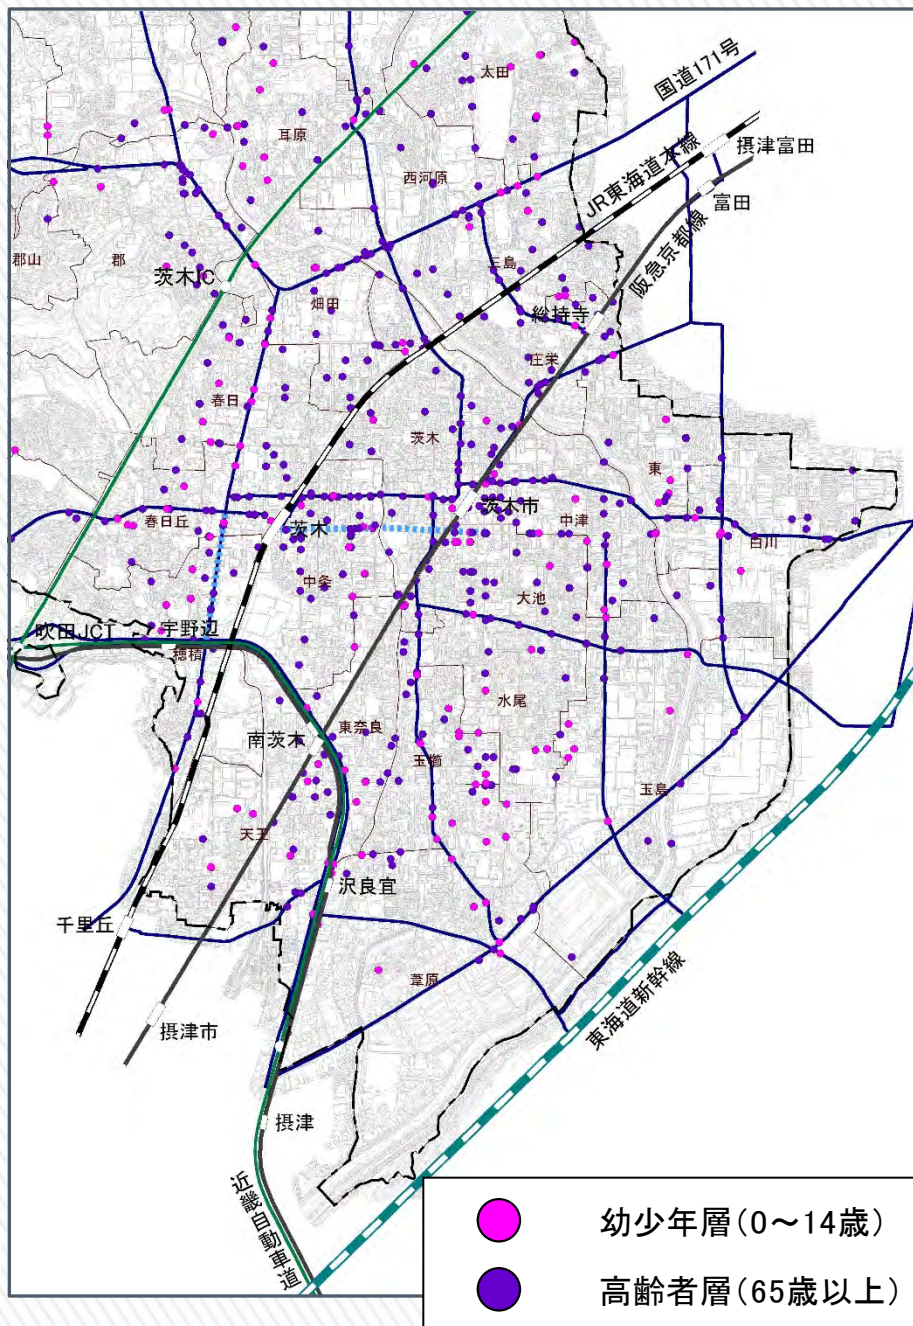 太田
国道171号
耳原
摂津富田
JR東海道本線
西河原
富田
郡山
郡
三島
阪急京都線
茨木JC
畑田
総持寺
庄栄
春日
茨木
東
茨木市
春日丘
茨木
中津
白川
中条
大池
吹田JCT
宇野辺
穂積
水尾
東奈良
南茨木
玉櫛
玉島
天王
沢良宜
千里丘
葦原
摂津市
東海道新幹線
摂津
近畿自動車道
幼少年層(0~14歳)
高齢者層(65歳以上)